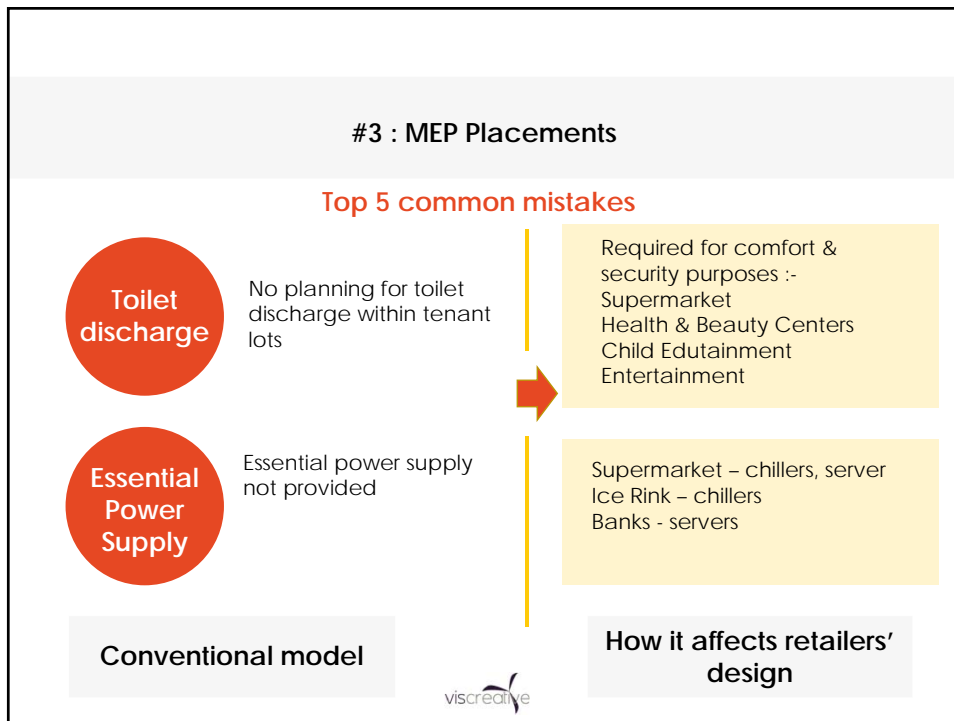 #3 : MEP Placements
Top 5 common mistakes
Toilet
discharge
No planning for toilet
discharge within tenant
lots
Required for comfort &
security purposes :-
Supermarket
Health & Beauty Centers
Child Edutainment
Entertainment
Essential
Power
Supply
Essential power supply
not provided
Supermarket – chillers, server
Ice Rink – chillers
Banks - servers
Conventional model
How it affects retailers’
design
viscreative